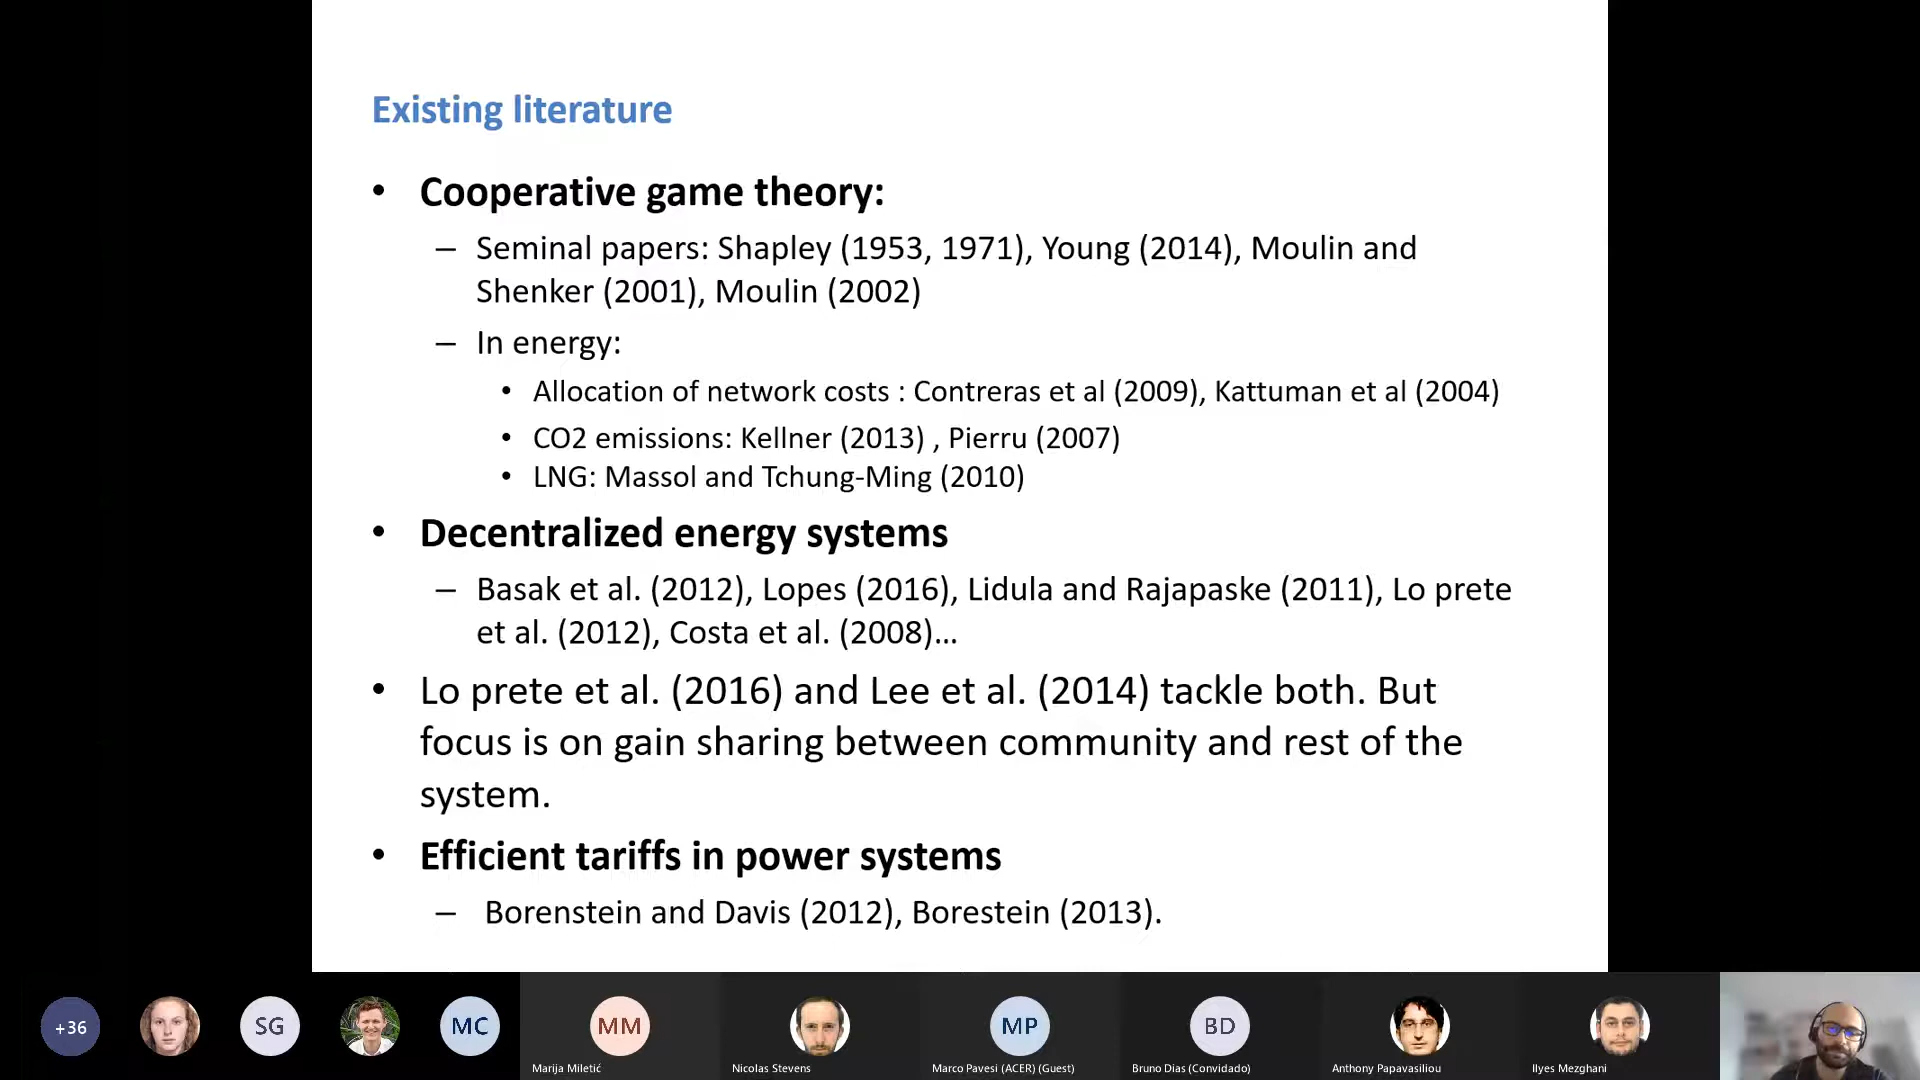 Existing literature
• Cooperative game theory:
– Seminal papers: Shapley (1953, 1971), Young (2014), Moulin and
Shenker (2001), Moulin (2002)
– In energy:
• Allocation of network costs : Contreras et al (2009), Kattuman et al (2004)
• CO2 emissions: Kellner (2013) , Pierru (2007)
• LNG: Massol and Tchung-Ming (2010)
• Decentralized energy systems
– Basak et al. (2012), Lopes (2016), Lidula and Rajapaske (2011), Lo prete
et al. (2012), Costa et al. (2008)...
• Lo prete et al. (2016) and Lee et al. (2014) tackle both. But
focus is on gain sharing between community and rest of the
system.
• Efficient tariffs in power systems
– Borenstein and Davis (2012), Borestein (2013).
+36 SG MC MM MP BD
Marija Miletić Nicolas Stevens Marco Pavesi (ACER) (Guest) Bruno Dias (Convidado) Anthony Papavasiliou Ilyes Mezghani